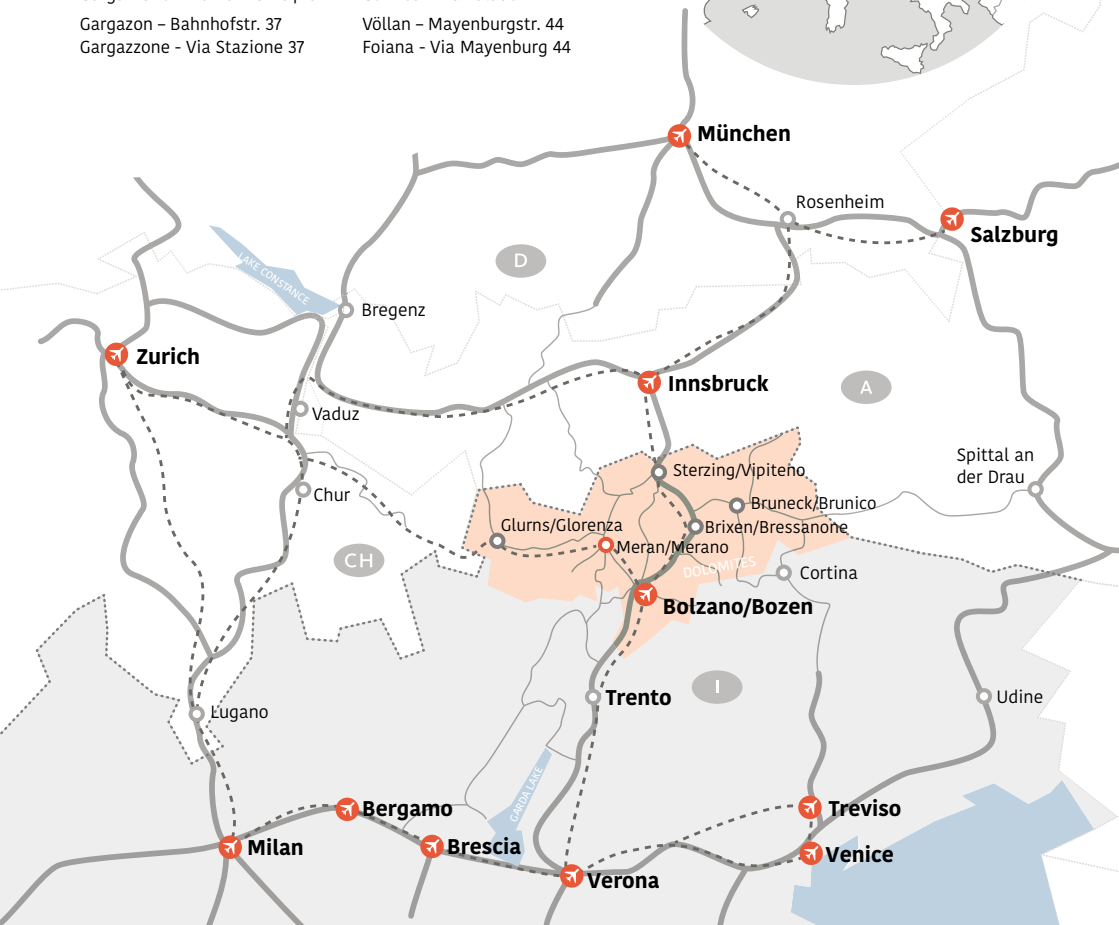 Gargazon – Bahnhofstr. 37
Gargazzone - Via Stazione 37
Völlan – Mayenburgstr. 44
Foiana - Via Mayenburg 44
München
Rosenheim
Salzburg
D
LAKE CONSTANCE
Bregenz
Zurich
Innsbruck
A
Vaduz
Spittal an
der Drau
Sterzing/Vipiteno
Chur
Bruneck/Brunico
Glurns/Glorenza
Brixen/Bressanone
Meran/Merano
CH
DOLOMITES
Cortina
Bolzano/Bozen
I
Trento
Udine
Lugano
GARDA LAKE
Bergamo
Treviso
Milan
Brescia
Venice
Verona